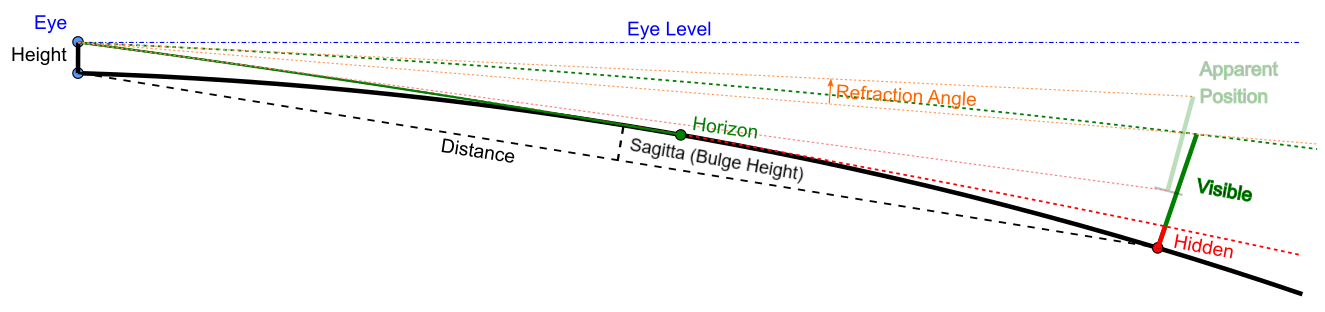 Eye
Eye Level
Height
Apparent
Position
Refraction Angle
Horizon
Distance
Sagitta (Bulge Height)
Visible
Hidden